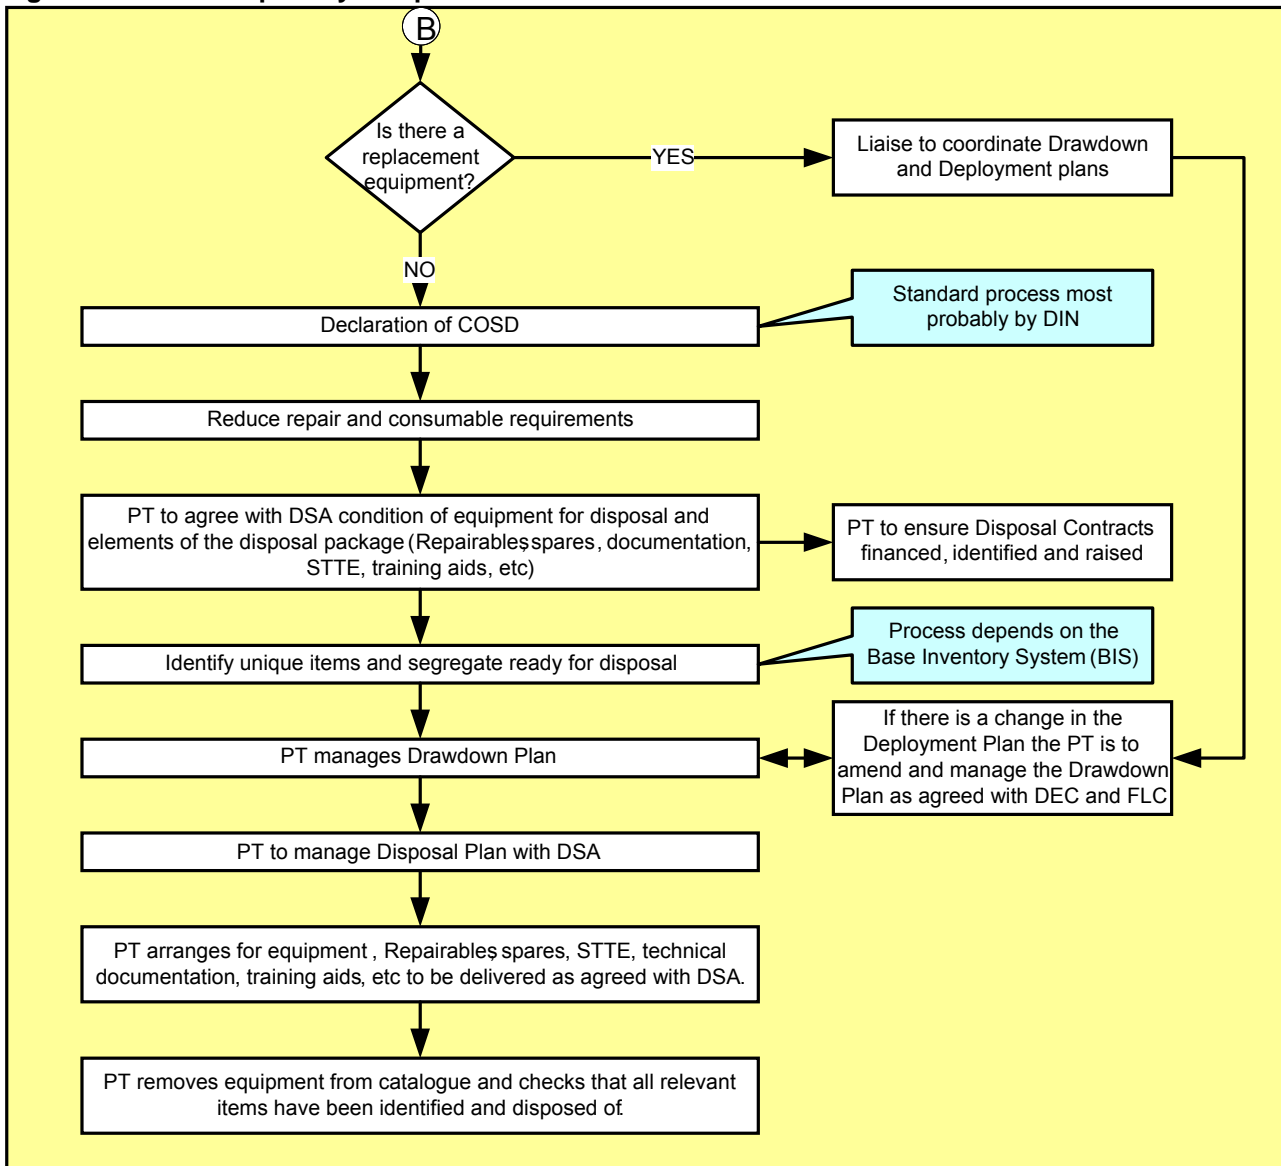 B
Is there a
replacement
equipment?
YES
Liaise to coordinate Drawdown
and Deployment plans
NO
Declaration of COSD
Standard process most
probably by DIN
Reduce repair and consumable requirements
PT to agree with DSA condition of equipment for disposal and
elements of the disposal package (Repairables, spares, documentation,
STTE, training aids, etc)
PT to ensure Disposal Contracts
financed, identified and raised
Identify unique items and segregate ready for disposal
Process depends on the
Base Inventory System (BIS)
PT manages Drawdown Plan
If there is a change in the
Deployment Plan the PT is to
amend and manage the Drawdown
Plan as agreed with DEC and FLC
PT to manage Disposal Plan with DSA
PT arranges for equipment , Repairables, spares, STTE, technical
documentation, training aids, etc to be delivered as agreed with DSA.
PT removes equipment from catalogue and checks that all relevant
items have been identified and disposed of.